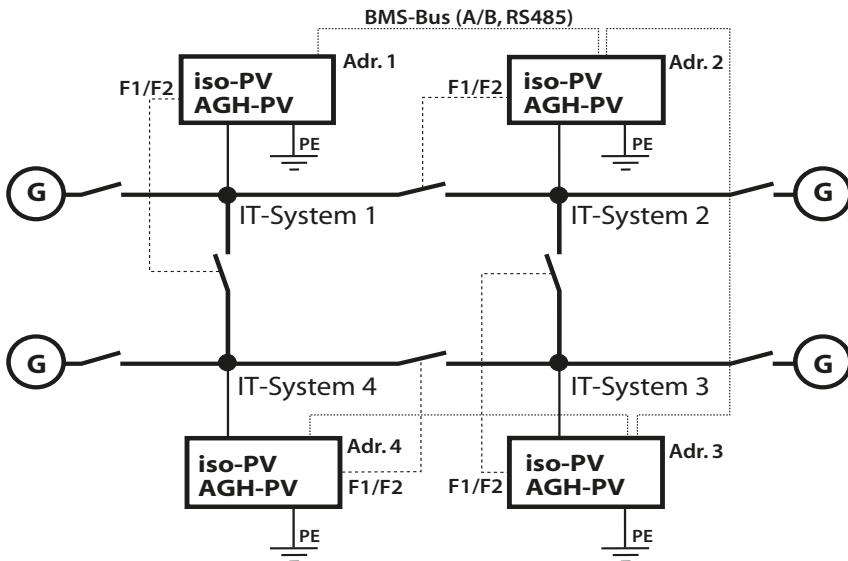 BMS-Bus (A/B, RS485)
Adr. 1
Adr. 2
F1/F2
iso-PV
AGH-PV
F1/F2
iso-PV
AGH-PV
PE
PE
G
G
IT-System 1
IT-System 2
G
G
IT-System 4
IT-System 3
Adr. 4
Adr. 3
iso-PV
AGH-PV
F1/F2
F1/F2
iso-PV
AGH-PV
PE
PE